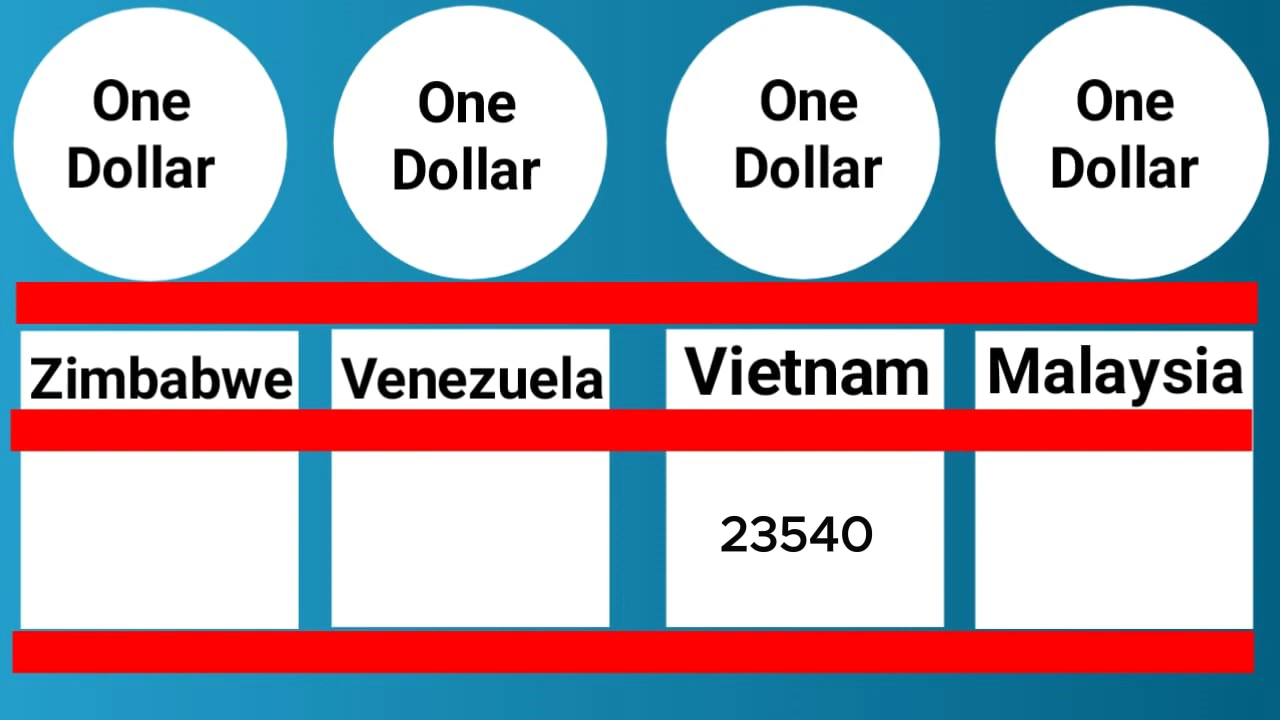 One
Dollar
One
Dollar
One
Dollar
One
Dollar
Zimbabwe
Venezuela
Vietnam
Malaysia
23540